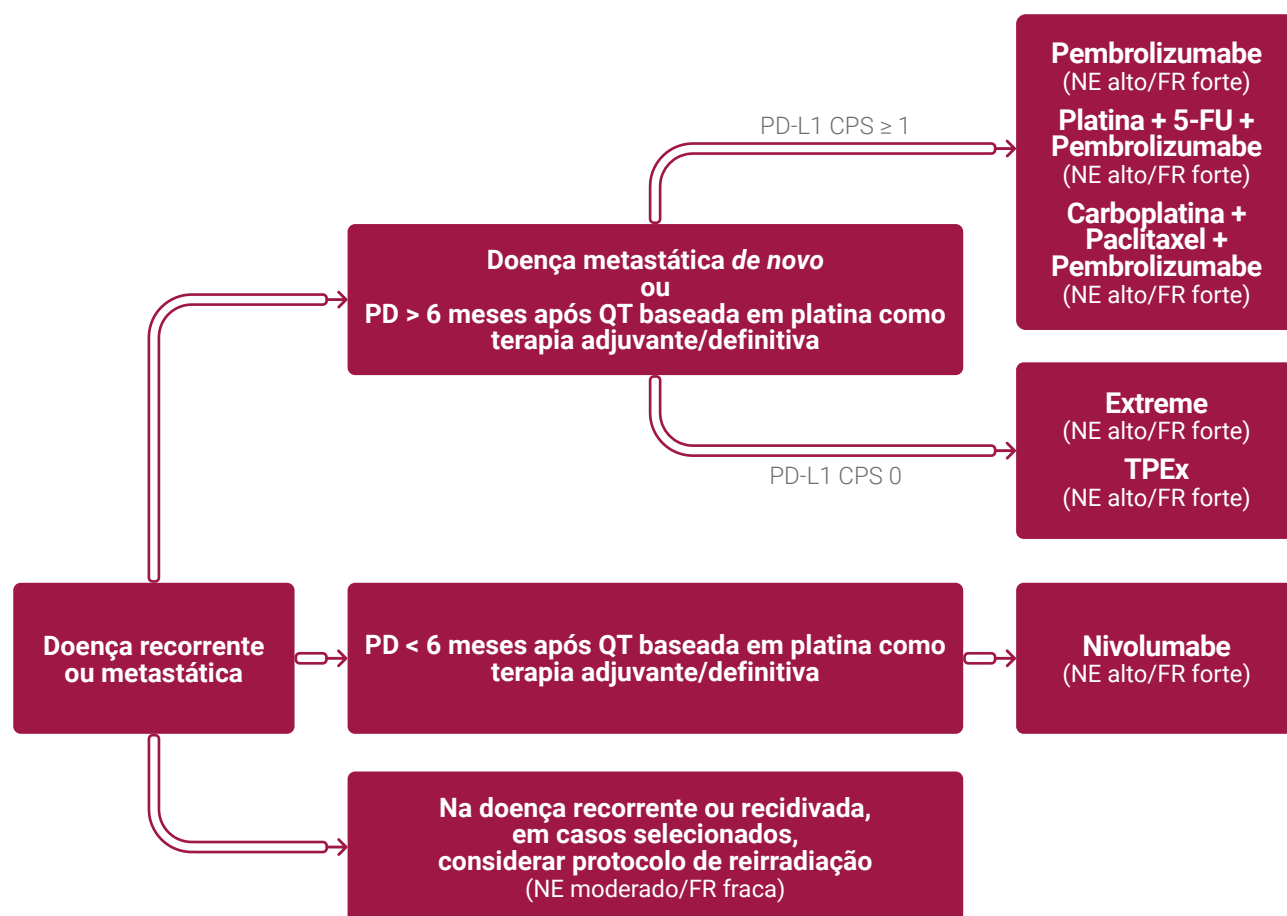 Pembrolizumabe
(NE alto/FR forte)
Platina + 5-FU +
Pembrolizumabe
(NE alto/FR forte)
Carboplatina +
Paclitaxel +
Pembrolizumabe
(NE alto/FR forte)
PD-L1 CPS ≥ 1
Doença metastática de novo
ou
PD > 6 meses após QT baseada em platina como
terapia adjuvante/definitiva
PD-L1 CPS 0
Extreme
(NE alto/FR forte)
TPEx
(NE alto/FR forte)
Doença recorrente
ou metastática
PD < 6 meses após QT baseada em platina como
terapia adjuvante/definitiva
Nivolumabe
(NE alto/FR forte)
Na doença recorrente ou recidivada,
em casos selecionados,
considerar protocolo de reirradiação
(NE moderado/FR fraca)